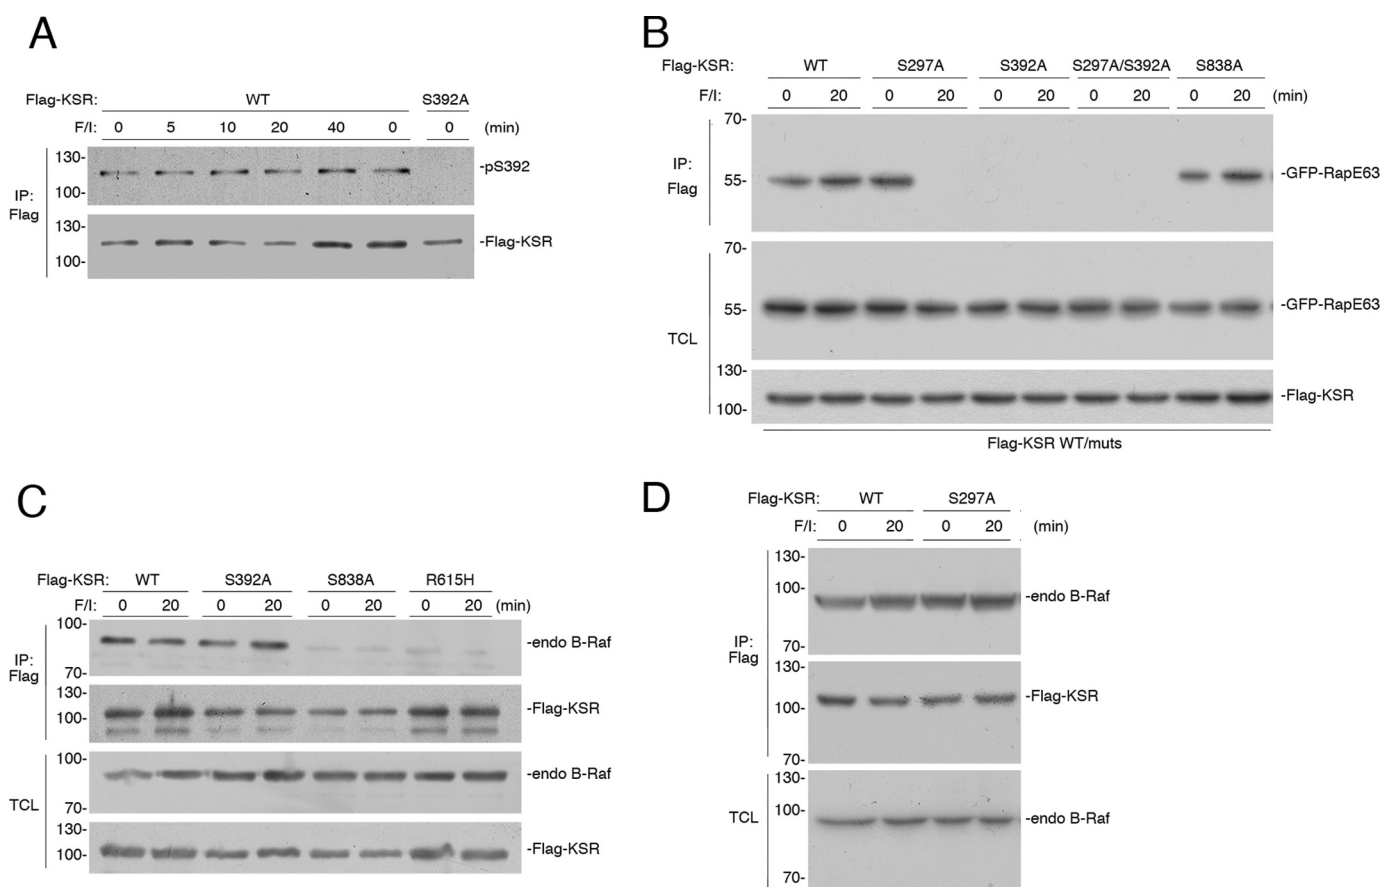 A
Flag-KSR: WT S392A
F/I: 0 5 10 20 40 0 0 (min)
130-
-pS392
100-
IP:
Flag
130-
-Flag-KSR
100-
B
Flag-KSR: WT S297A S392A S297A/S392A S838A
F/I: 0 20 0 20 0 20 0 20 0 20 (min)
70-
IP:
Flag
55-
-GFP-RapE63
70-
55-
-GFP-RapE63
TCL
130-
-Flag-KSR
100-
Flag-KSR WT/muts
C
Flag-KSR: WT S392A S838A R615H
F/I: 0 20 0 20 0 20 0 20 (min)
100-
-endo B-Raf
IP:
Flag
70-
130-
-Flag-KSR
100-
100-
-endo B-Raf
70-
TCL
130-
-Flag-KSR
100-
D
Flag-KSR: WT S297A
F/I: 0 20 0 20 (min)
130-
100-
-endo B-Raf
70-
IP:
Flag
130-
-Flag-KSR
100-
70-
130-
100-
-endo B-Raf
TCL
70-